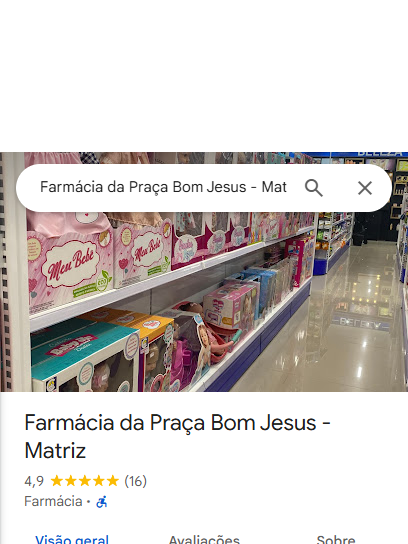 BELEZA
Farmácia da Praça Bom Jesus - Mat
Meu Bebê
Meu Bebê
Farmácia da Praça Bom Jesus -
Matriz
4,9 (16)
Farmácia ·
Visão geral
Avaliações
Sobre